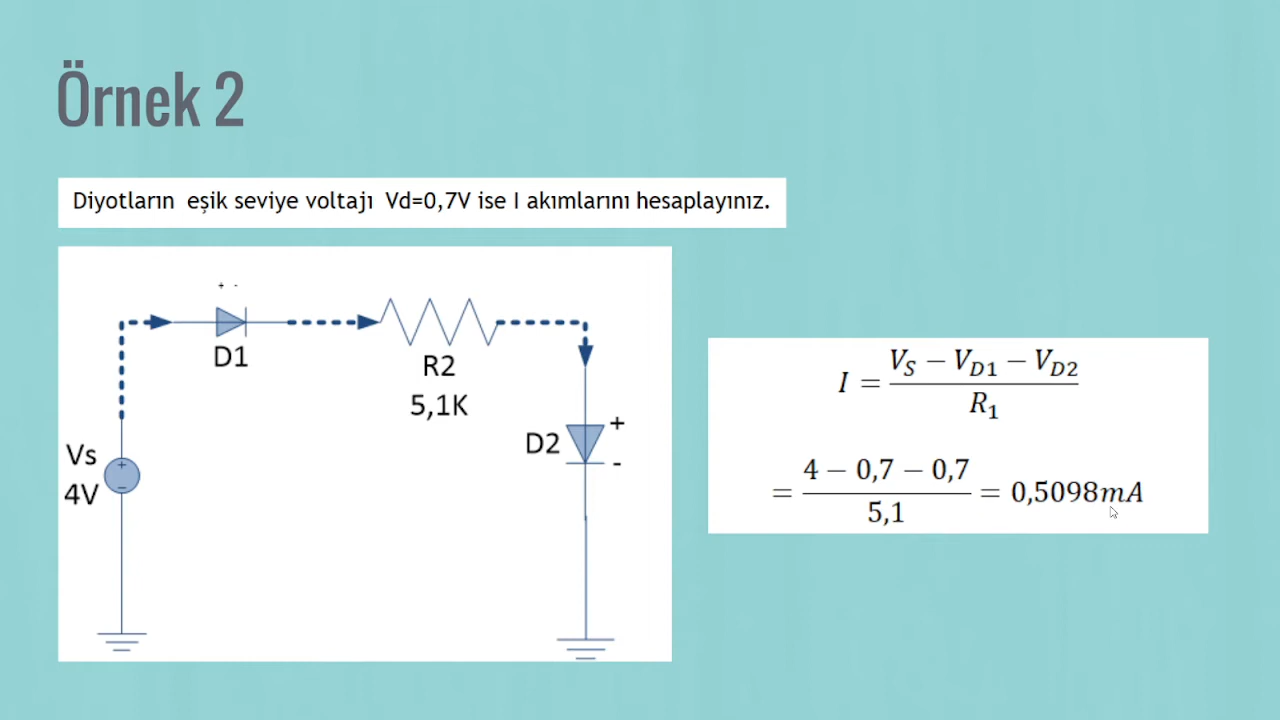 Örnek 2
Diyotların eşik seviye voltajı Vd=0,7V ise I akımlarını hesaplayınız.
+ -
D1
R2
5,1K
Vs
4V
+
−
D2
+
-
I = (V_S − V_D1 − V_D2) / R_1
= (4 − 0,7 − 0,7) / 5,1 = 0,5098mA